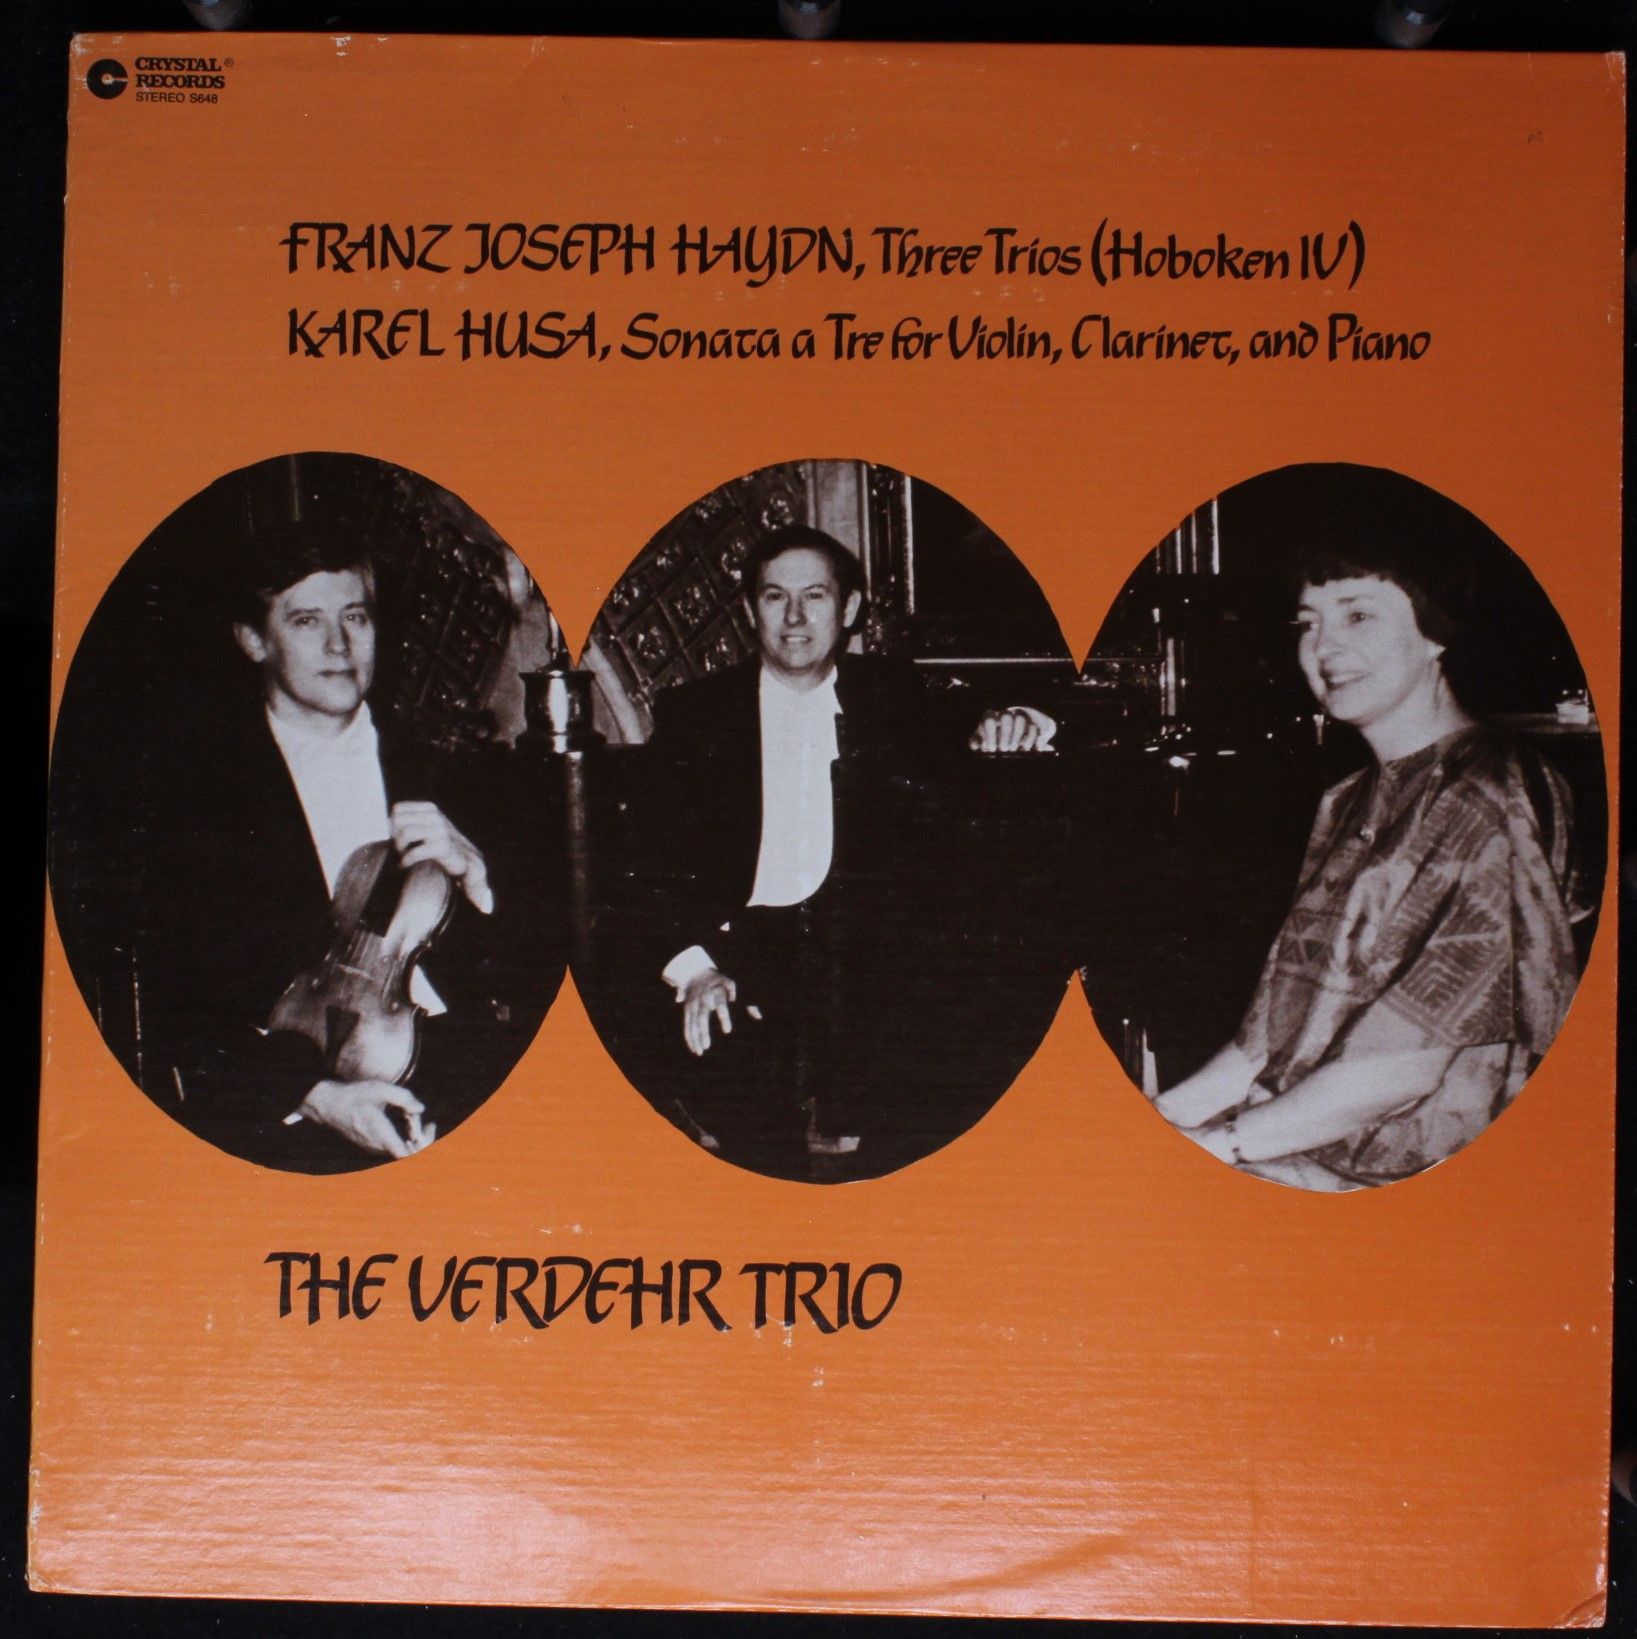 CRYSTAL®
RECORDS
STEREO S648
FRANZ JOSEPH HAYDN, Three Trios (Hoboken IV)
KAREL HUSA, Sonata a Tre for Violin, Clarinet, and Piano
THE VERDEHR TRIO